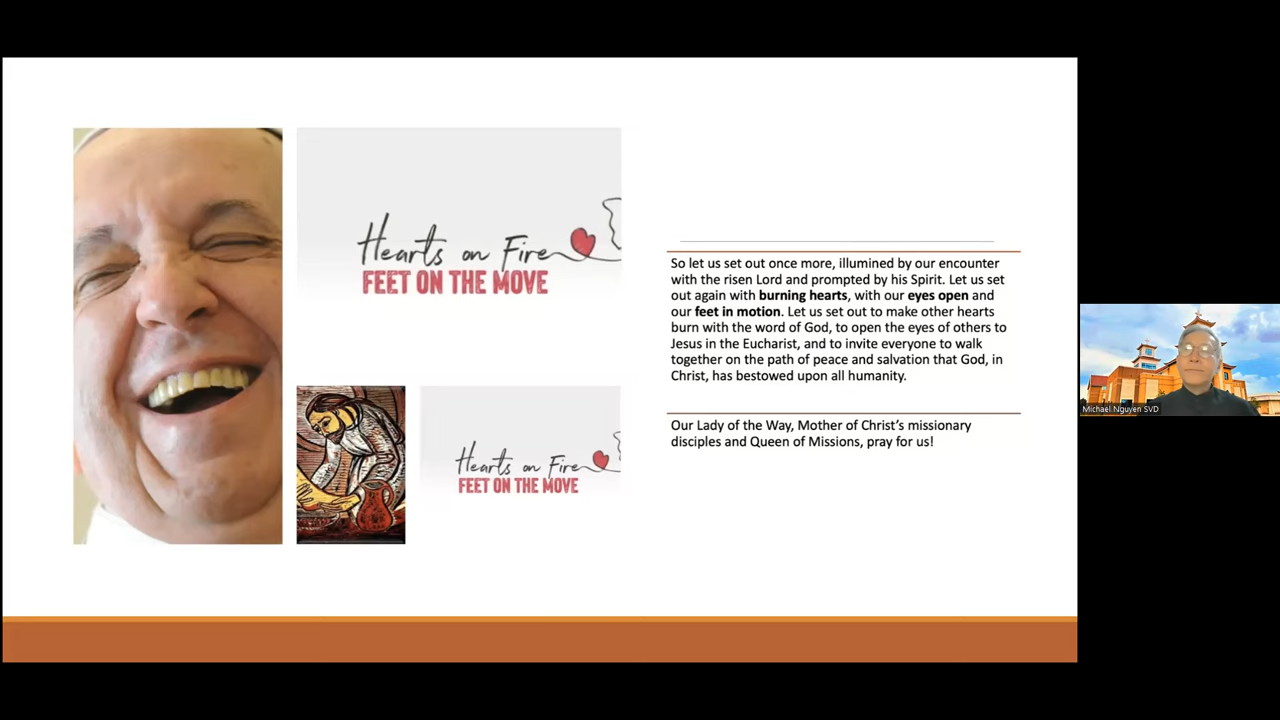 Hearts on Fire
FEET ON THE MOVE
Hearts on Fire
FEET ON THE MOVE
So let us set out once more, illumined by our encounter
with the risen Lord and prompted by his Spirit. Let us set
out again with burning hearts, with our eyes open and
our feet in motion. Let us set out to make other hearts
burn with the word of God, to open the eyes of others to
Jesus in the Eucharist, and to invite everyone to walk
together on the path of peace and salvation that God, in
Christ, has bestowed upon all humanity.
Our Lady of the Way, Mother of Christ’s missionary
disciples and Queen of Missions, pray for us!
Michael Nguyen SVD